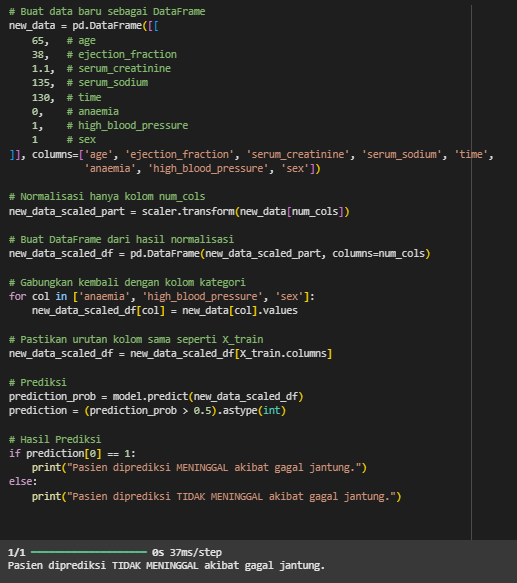 # Buat data baru sebagai DataFrame
new_data = pd.DataFrame([[
    65,   # age
    38,   # ejection_fraction
    1.1,  # serum_creatinine
    135,  # serum_sodium
    130,  # time
    0,    # anaemia
    1,    # high_blood_pressure
    1     # sex
]], columns=['age', 'ejection_fraction', 'serum_creatinine', 'serum_sodium', 'time',
             'anaemia', 'high_blood_pressure', 'sex'])

# Normalisasi hanya kolom num_cols
new_data_scaled_part = scaler.transform(new_data[num_cols])

# Buat DataFrame dari hasil normalisasi
new_data_scaled_df = pd.DataFrame(new_data_scaled_part, columns=num_cols)

# Gabungkan kembali dengan kolom kategori
for col in ['anaemia', 'high_blood_pressure', 'sex']:
    new_data_scaled_df[col] = new_data[col].values

# Pastikan urutan kolom sama seperti X_train
new_data_scaled_df = new_data_scaled_df[X_train.columns]

# Prediksi
prediction_prob = model.predict(new_data_scaled_df)
prediction = (prediction_prob > 0.5).astype(int)

# Hasil Prediksi
if prediction[0] == 1:
    print("Pasien diprediksi MENINGGAL akibat gagal jantung.")
else:
    print("Pasien diprediksi TIDAK MENINGGAL akibat gagal jantung.")

1/1 ━━━━━━━━━━━━━━━━━━━━ 0s 37ms/step
Pasien diprediksi TIDAK MENINGGAL akibat gagal jantung.